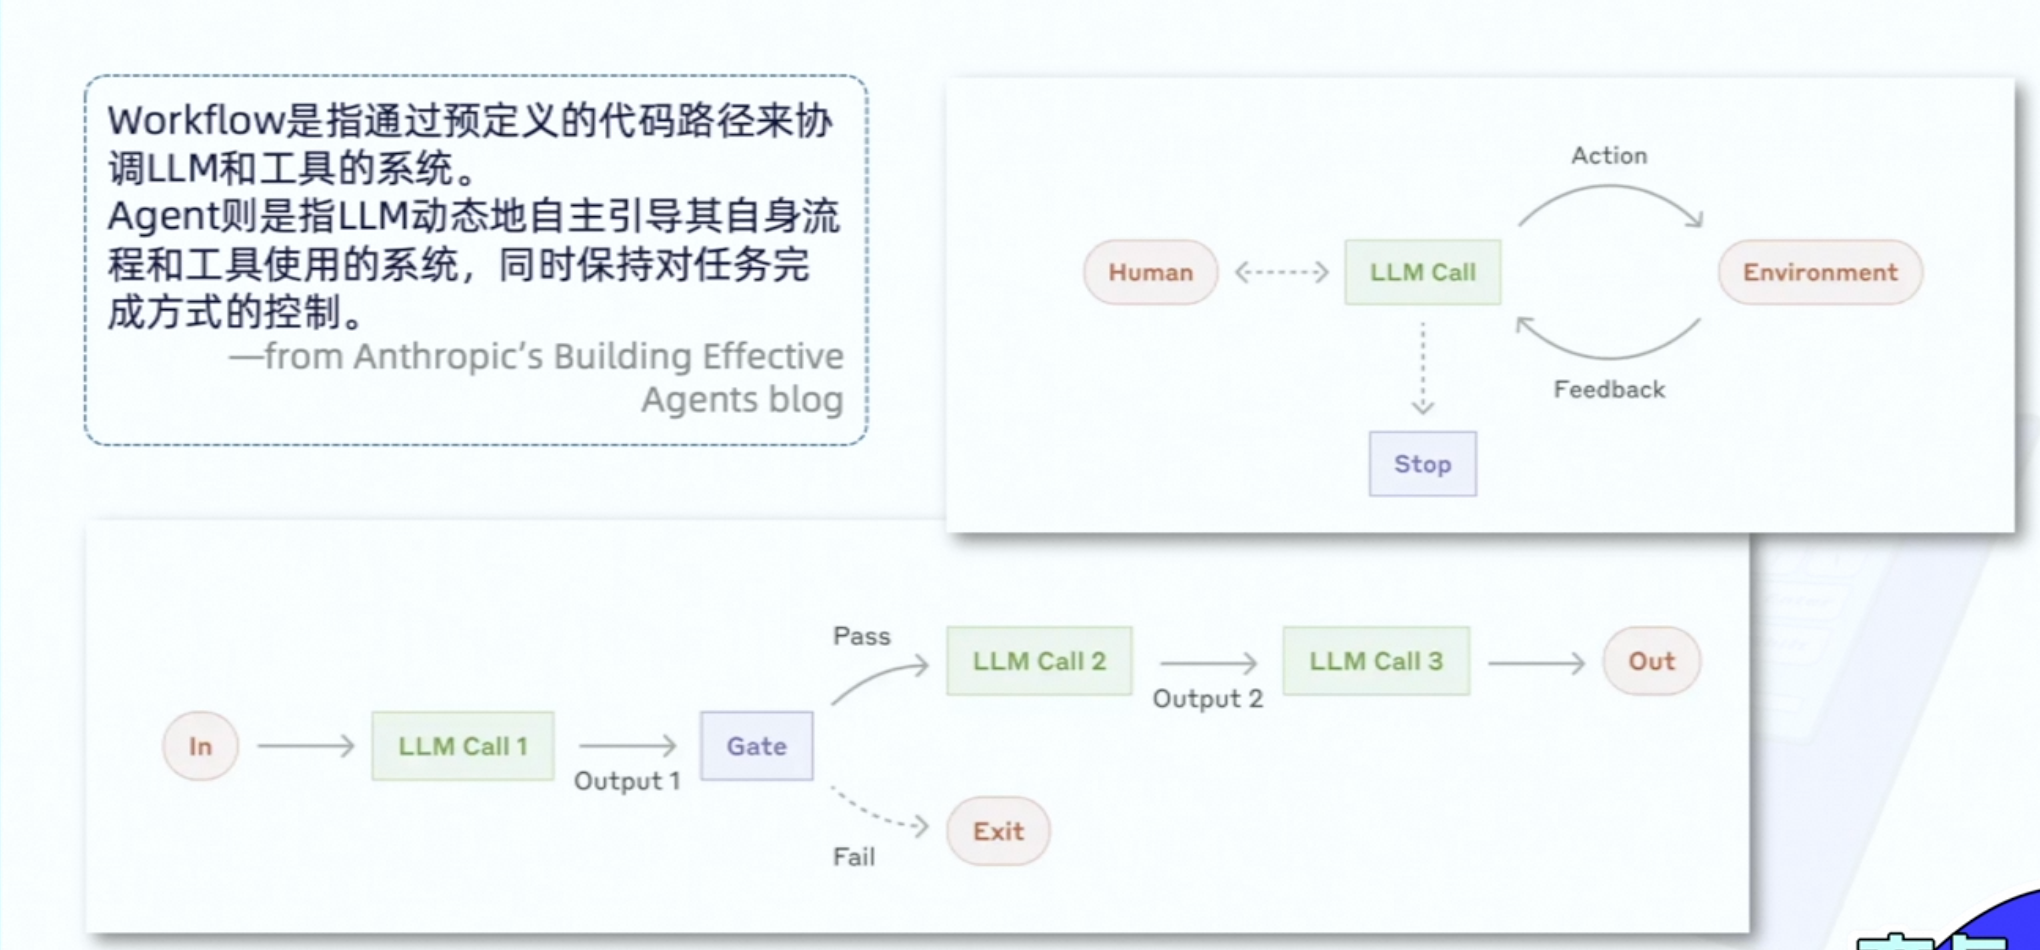 Workflow是指通过预定义的代码路径来协
调LLM和工具的系统。
Agent则是指LLM动态地自主引导其自身流
程和工具使用的系统，同时保持对任务完
成方式的控制。
—from Anthropic’s Building Effective
Agents blog
Action
Human
LLM Call
Environment
Feedback
Stop
Pass
LLM Call 2
LLM Call 3
Out
Output 2
In
LLM Call 1
Gate
Output 1
Exit
Fail